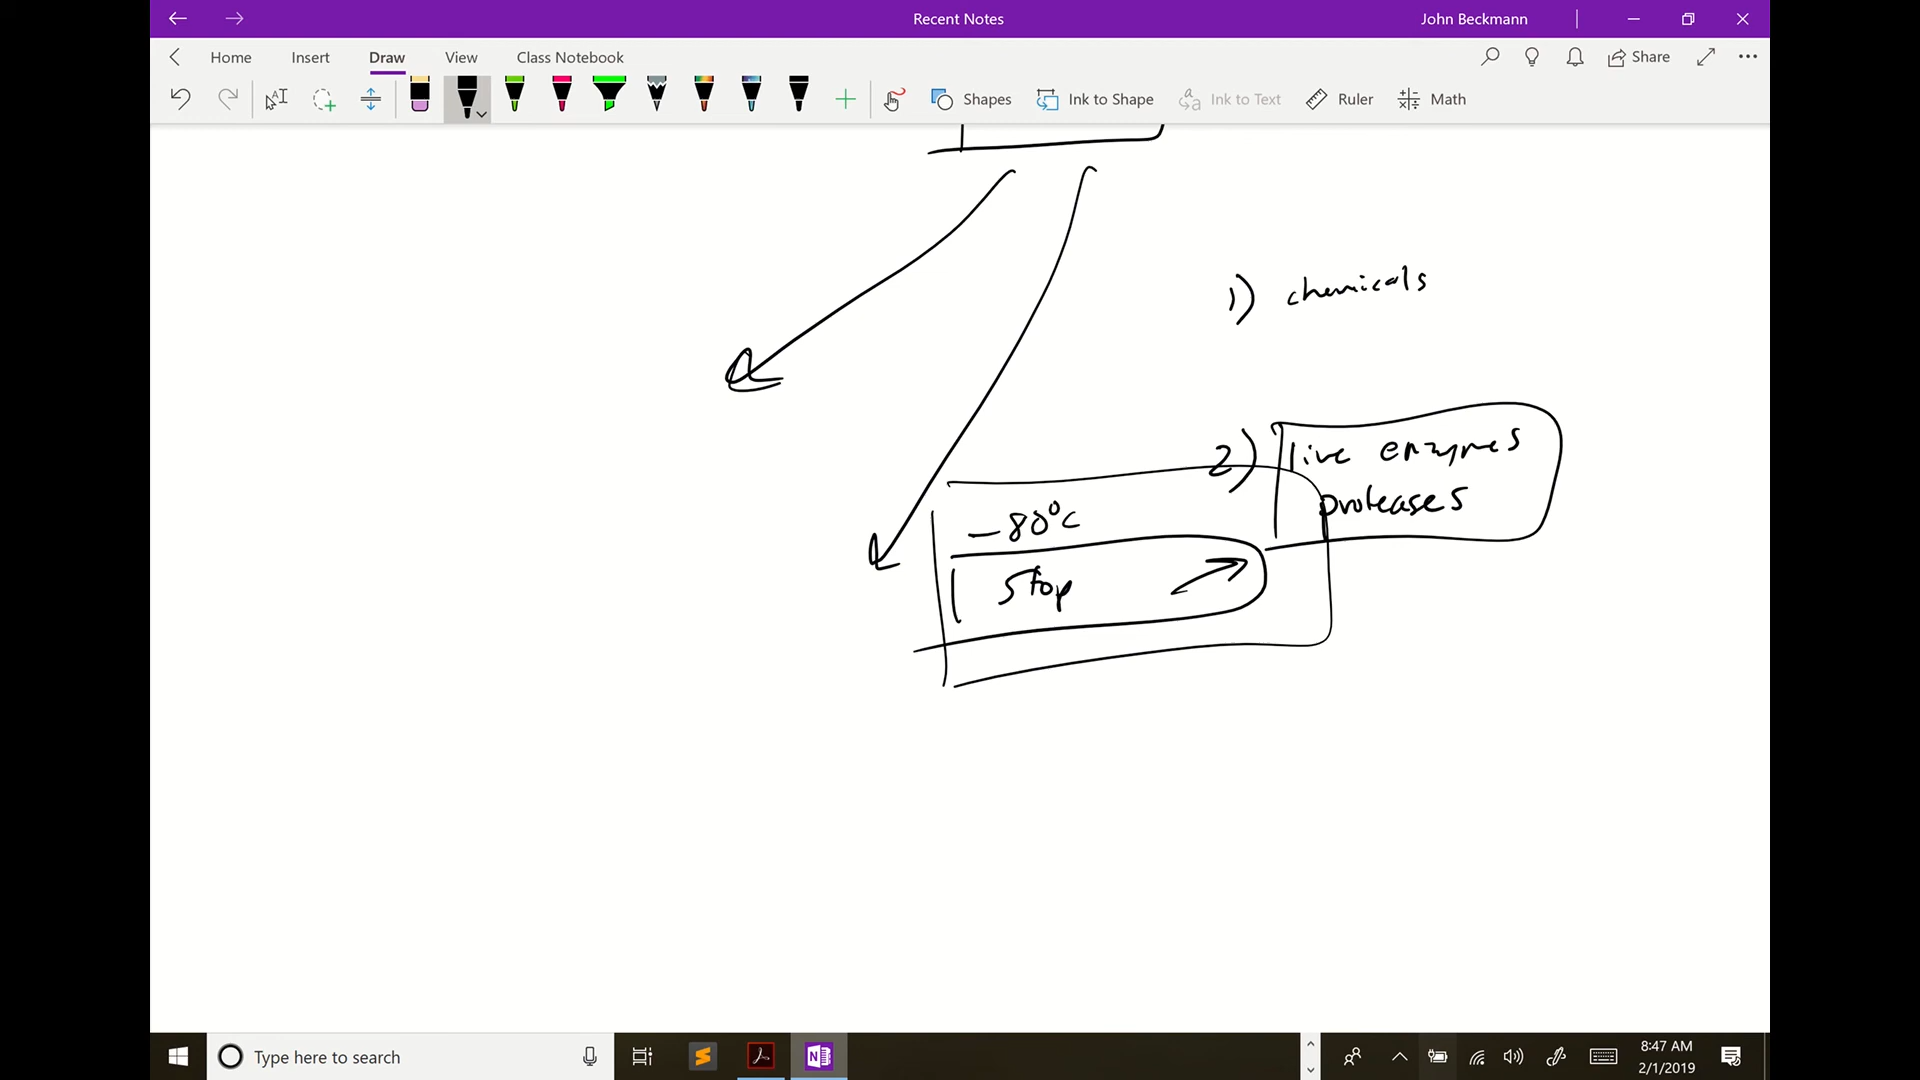 Recent Notes
John Beckmann
Home Insert Draw View Class Notebook
Share
Shapes Ink to Shape Ink to Text Ruler Math
1) chemicals
2) live enzymes
proteases
-80°C
Stop
Type here to search
8:47 AM
2/1/2019